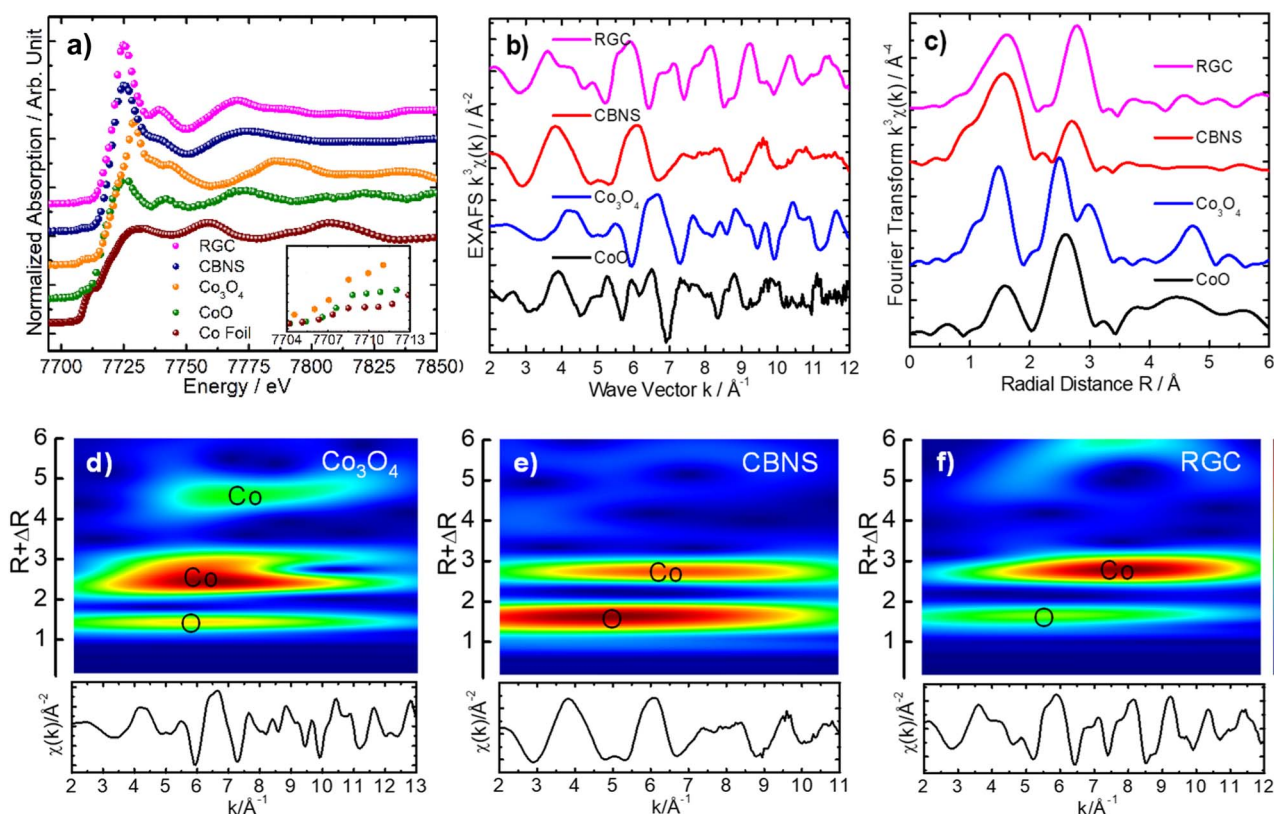 a)
Normalized Absorption / Arb. Unit
RGC
CBNS
Co3O4
CoO
Co Foil
7704 7707 7710 7713
7700 7725 7750 7775 7800 7825 7850)
Energy / eV
b)
EXAFS k³χ(k) / Å⁻²
RGC
CBNS
Co₃O₄
CoO
2 3 4 5 6 7 8 9 10 11 12
Wave Vector k / Å⁻¹
c)
Fourier Transform k³χ(k) / Å⁻⁴
RGC
CBNS
Co₃O₄
CoO
0 1 2 3 4 5 6
Radial Distance R / Å
d)
Co₃O₄
R+ΔR
6
5
4
3
2
1
Co
Co
O
χ(k)/Å⁻²
2 3 4 5 6 7 8 9 10 11 12 13
k/Å⁻¹
e)
CBNS
R+ΔR
6
5
4
3
2
1
Co
O
χ(k)/Å⁻²
2 3 4 5 6 7 8 9 10 11
k/Å⁻¹
f)
RGC
R+ΔR
6
5
4
3
2
1
Co
O
χ(k)/Å⁻²
2 3 4 5 6 7 8 9 10 11 12
k/Å⁻¹